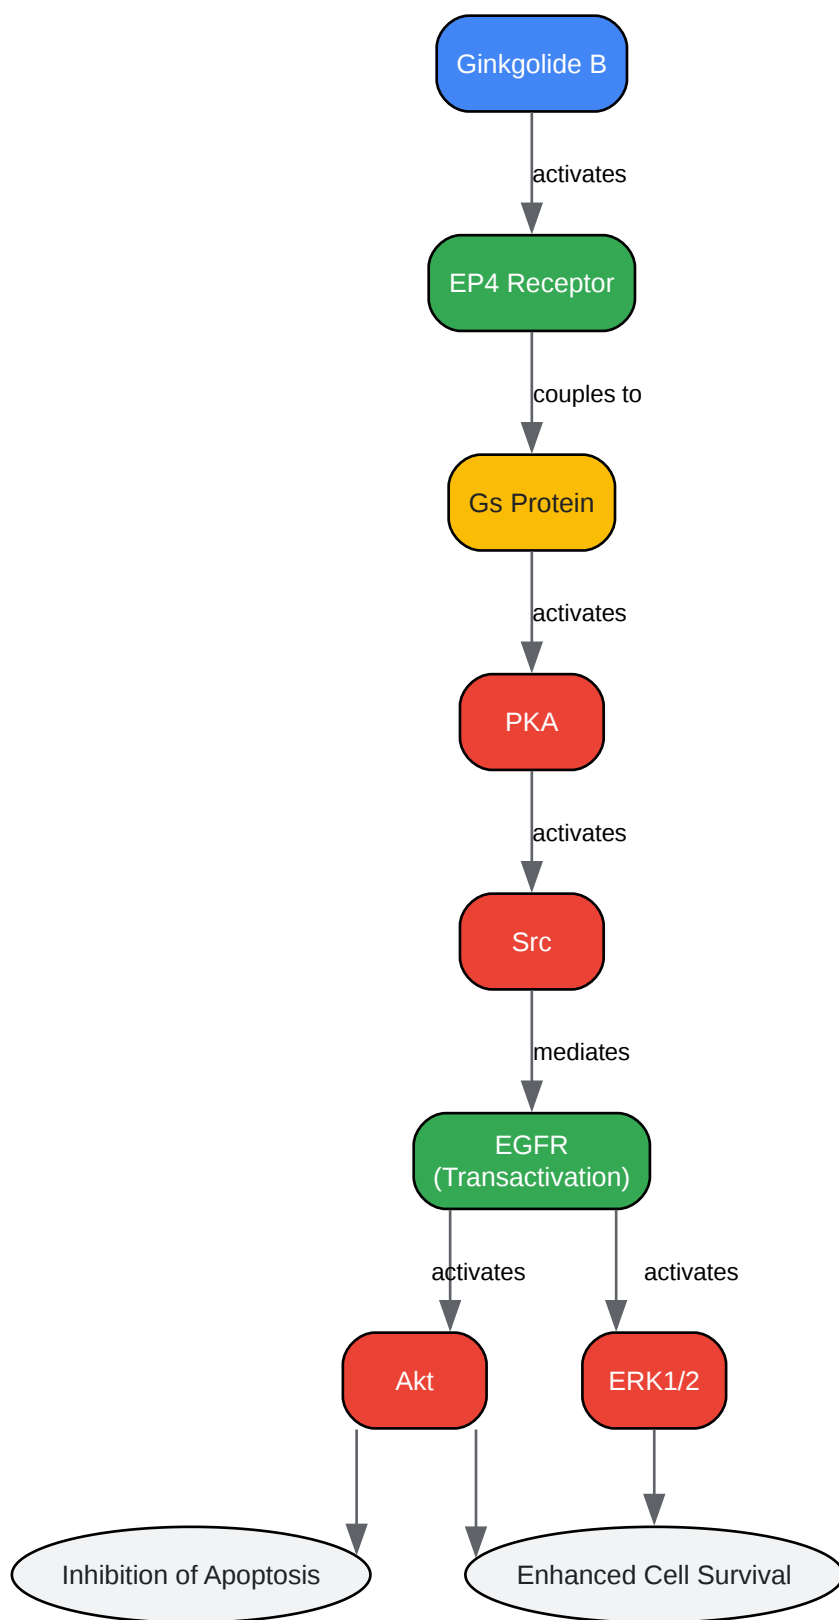 Ginkgolide B
activates
EP4 Receptor
couples to
Gs Protein
activates
PKA
activates
Src
mediates
EGFR
(Transactivation)
activates
activates
Akt
ERK1/2
Inhibition of Apoptosis
Enhanced Cell Survival